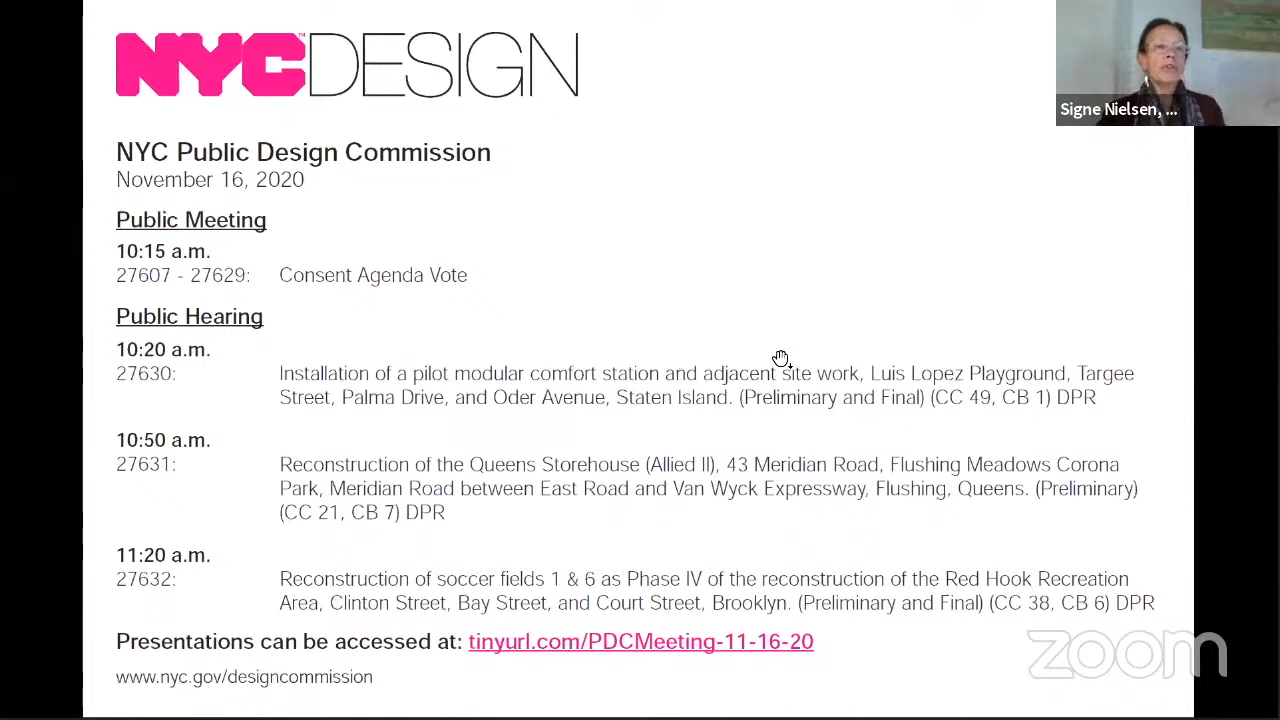 NYCDESIGN
Signe Nielsen, ...
NYC Public Design Commission
November 16, 2020
Public Meeting
10:15 a.m.
27607 - 27629: Consent Agenda Vote
Public Hearing
10:20 a.m.
27630: Installation of a pilot modular comfort station and adjacent site work, Luis Lopez Playground, Targee
Street, Palma Drive, and Oder Avenue, Staten Island. (Preliminary and Final) (CC 49, CB 1) DPR
10:50 a.m.
27631: Reconstruction of the Queens Storehouse (Allied II), 43 Meridian Road, Flushing Meadows Corona
Park, Meridian Road between East Road and Van Wyck Expressway, Flushing, Queens. (Preliminary)
(CC 21, CB 7) DPR
11:20 a.m.
27632: Reconstruction of soccer fields 1 & 6 as Phase IV of the reconstruction of the Red Hook Recreation
Area, Clinton Street, Bay Street, and Court Street, Brooklyn. (Preliminary and Final) (CC 38, CB 6) DPR
Presentations can be accessed at: tinyurl.com/PDCMeeting-11-16-20
www.nyc.gov/designcommission
zoom